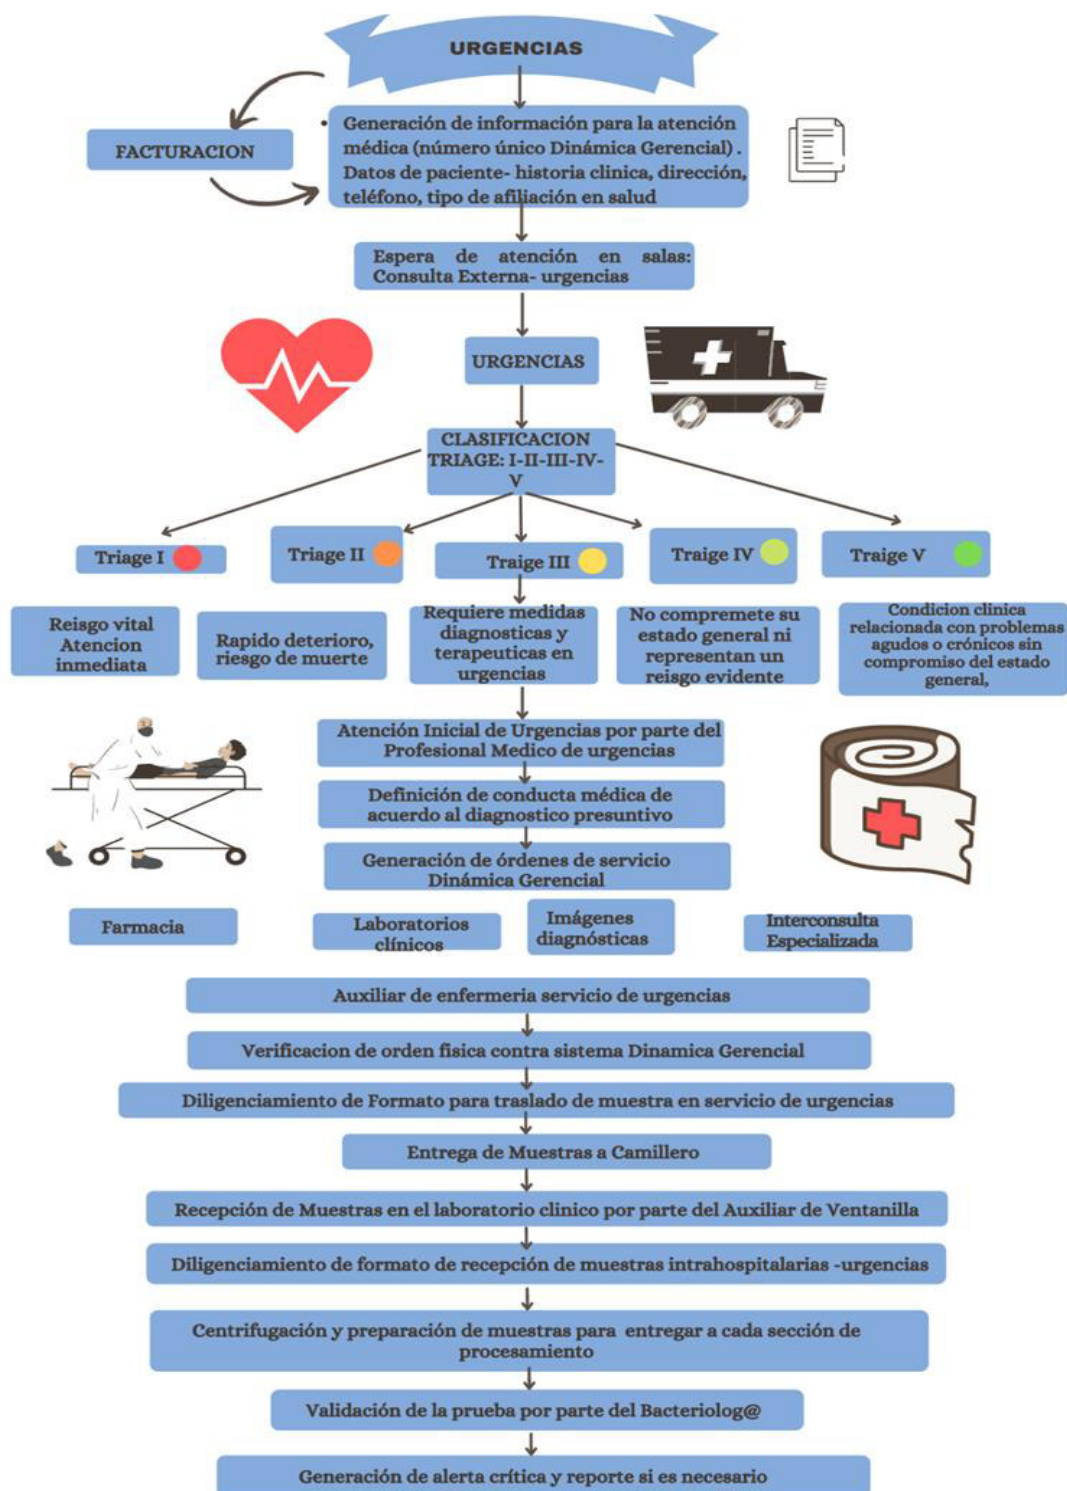 URGENCIAS
FACTURACION
• Generación de información para la atención
médica (número único Dinámica Gerencial) .
Datos de paciente- historia clinica, dirección,
teléfono, tipo de afiliación en salud
Espera de atención en salas:
Consulta Externa- urgencias
URGENCIAS
CLASIFICACION
TRIAGE: I-II-III-IV-
V
Triage I
Triage II
Traige III
Traige IV
Traige V
Reisgo vital
Atencion
inmediata
Rapido deterioro,
riesgo de muerte
Requiere medidas
diagnosticas y
terapeuticas en
urgencias
No compremete su
estado general ni
representan un
reisgo evidente
Condicion clinica
relacionada con problemas
agudos o crónicos sin
compromiso del estado
general,
Atención Inicial de Urgencias por parte del
Profesional Medico de urgencias
Definición de conducta médica de
acuerdo al diagnostico presuntivo
Generación de órdenes de servicio
Dinámica Gerencial
Farmacia
Laboratorios
clínicos
Imágenes
diagnósticas
Interconsulta
Especializada
Auxiliar de enfermeria servicio de urgencias
Verificacion de orden fisica contra sistema Dinamica Gerencial
Diligenciamiento de Formato para traslado de muestra en servicio de urgencias
Entrega de Muestras a Camillero
Recepción de Muestras en el laboratorio clinico por parte del Auxiliar de Ventanilla
Diligenciamiento de formato de recepción de muestras intrahospitalarias -urgencias
Centrifugación y preparación de muestras para entregar a cada sección de
procesamiento
Validación de la prueba por parte del Bacteriolog@
Generación de alerta crítica y reporte si es necesario